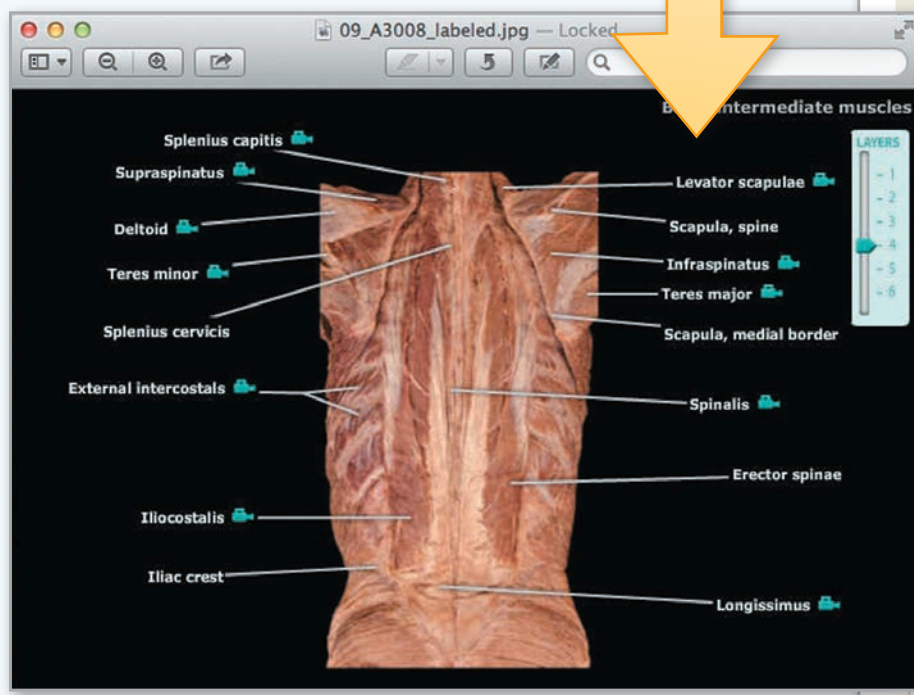 09_A3008_labeled.jpg — Locked
intermediate muscles
Splenius capitis
Supraspinatus
Deltoid
Teres minor
Splenius cervicis
External intercostals
Iliocostalis
Iliac crest
Levator scapulae
Scapula, spine
Infraspinatus
Teres major
Scapula, medial border
Spinalis
Erector spinae
Longissimus
LAYERS
- 1
- 2
- 3
- 4
- 5
- 6